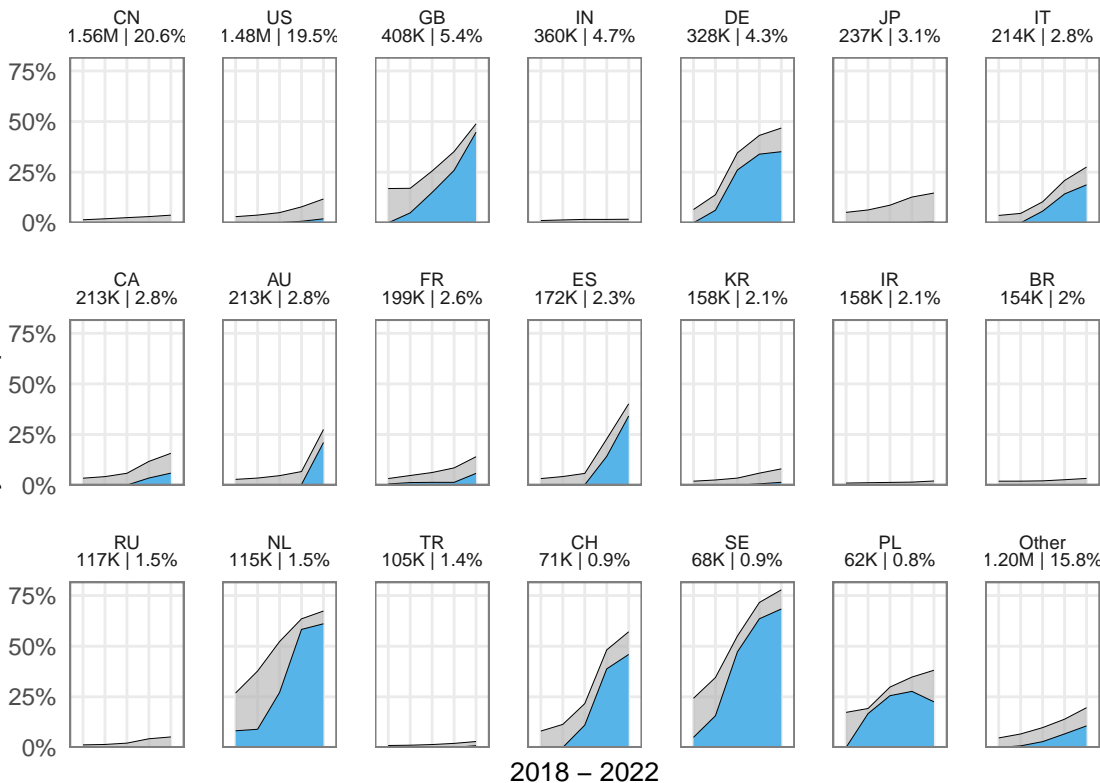 CN US GB IN DE JP IT
1.56M | 20.6% 1.48M | 19.5% 408K | 5.4% 360K | 4.7% 328K | 4.3% 237K | 3.1% 214K | 2.8%
75%
50%
25%
0%
CA AU FR ES KR IR BR
213K | 2.8% 213K | 2.8% 199K | 2.6% 172K | 2.3% 158K | 2.1% 158K | 2.1% 154K | 2%
75%
50%
25%
0%
RU NL TR CH SE PL Other
117K | 1.5% 115K | 1.5% 105K | 1.4% 71K | 0.9% 68K | 0.9% 62K | 0.8% 1.20M | 15.8%
75%
50%
25%
0%
2018 – 2022